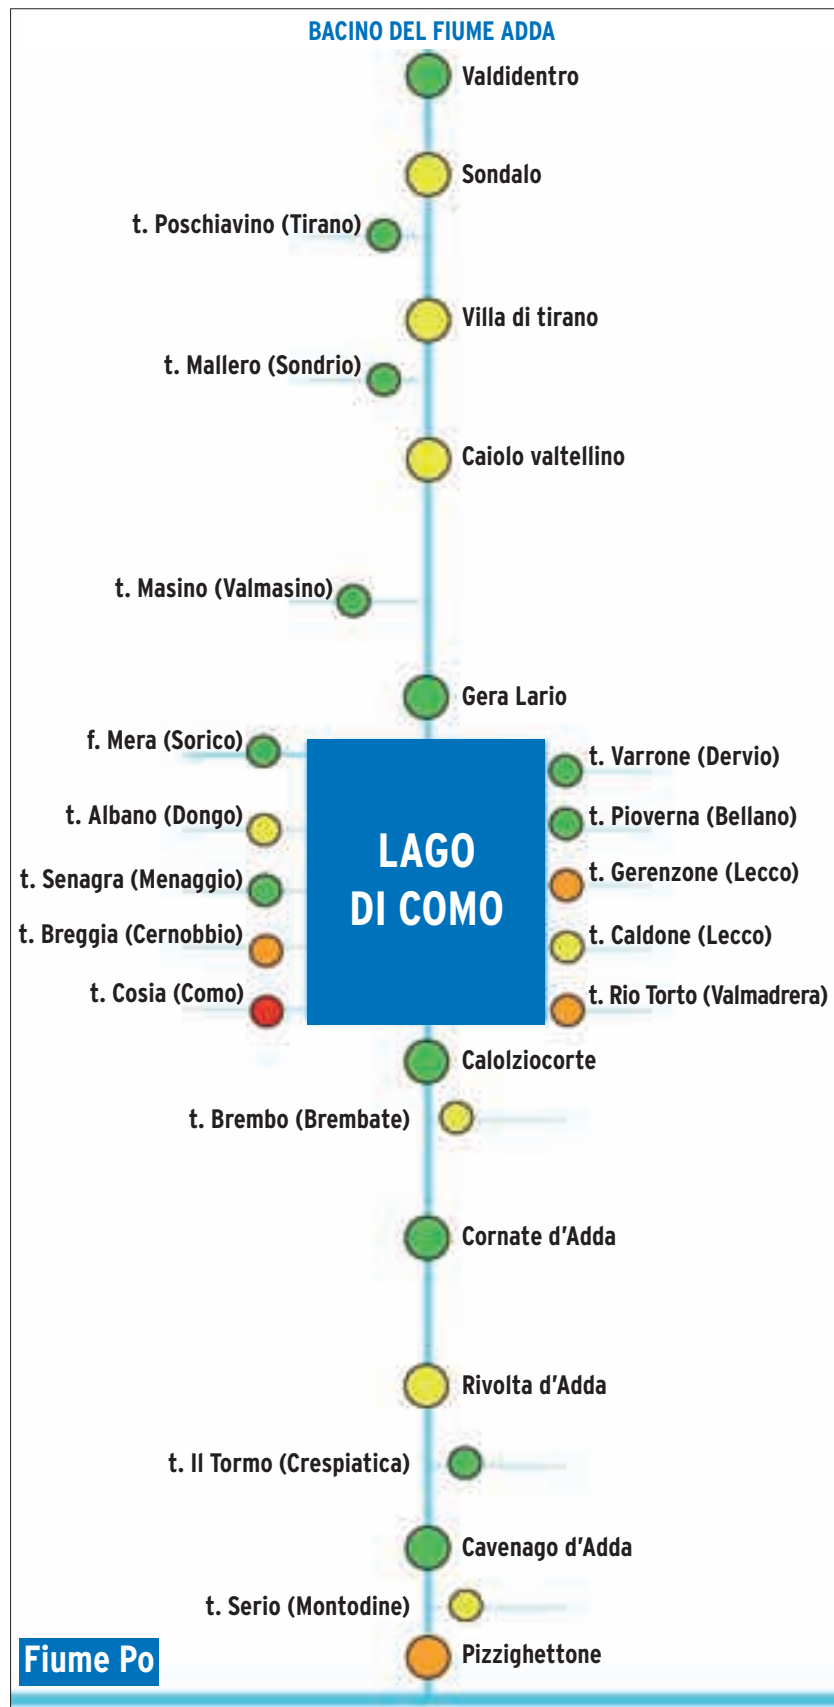 BACINO DEL FIUME ADDA
Valdidentro
Sondalo
t. Poschiavino (Tirano)
Villa di tirano
t. Mallero (Sondrio)
Caiolo valtellino
t. Masino (Valmasino)
Gera Lario
f. Mera (Sorico)
t. Varrone (Dervio)
t. Albano (Dongo)
t. Pioverna (Bellano)
LAGO
DI COMO
t. Senagra (Menaggio)
t. Gerenzone (Lecco)
t. Breggia (Cernobbio)
t. Caldone (Lecco)
t. Cosia (Como)
t. Rio Torto (Valmadrera)
Calolziocorte
t. Brembo (Brembate)
Cornate d'Adda
Rivolta d'Adda
t. Il Tormo (Crespiatica)
Cavenago d'Adda
t. Serio (Montodine)
Pizzighettone
Fiume Po